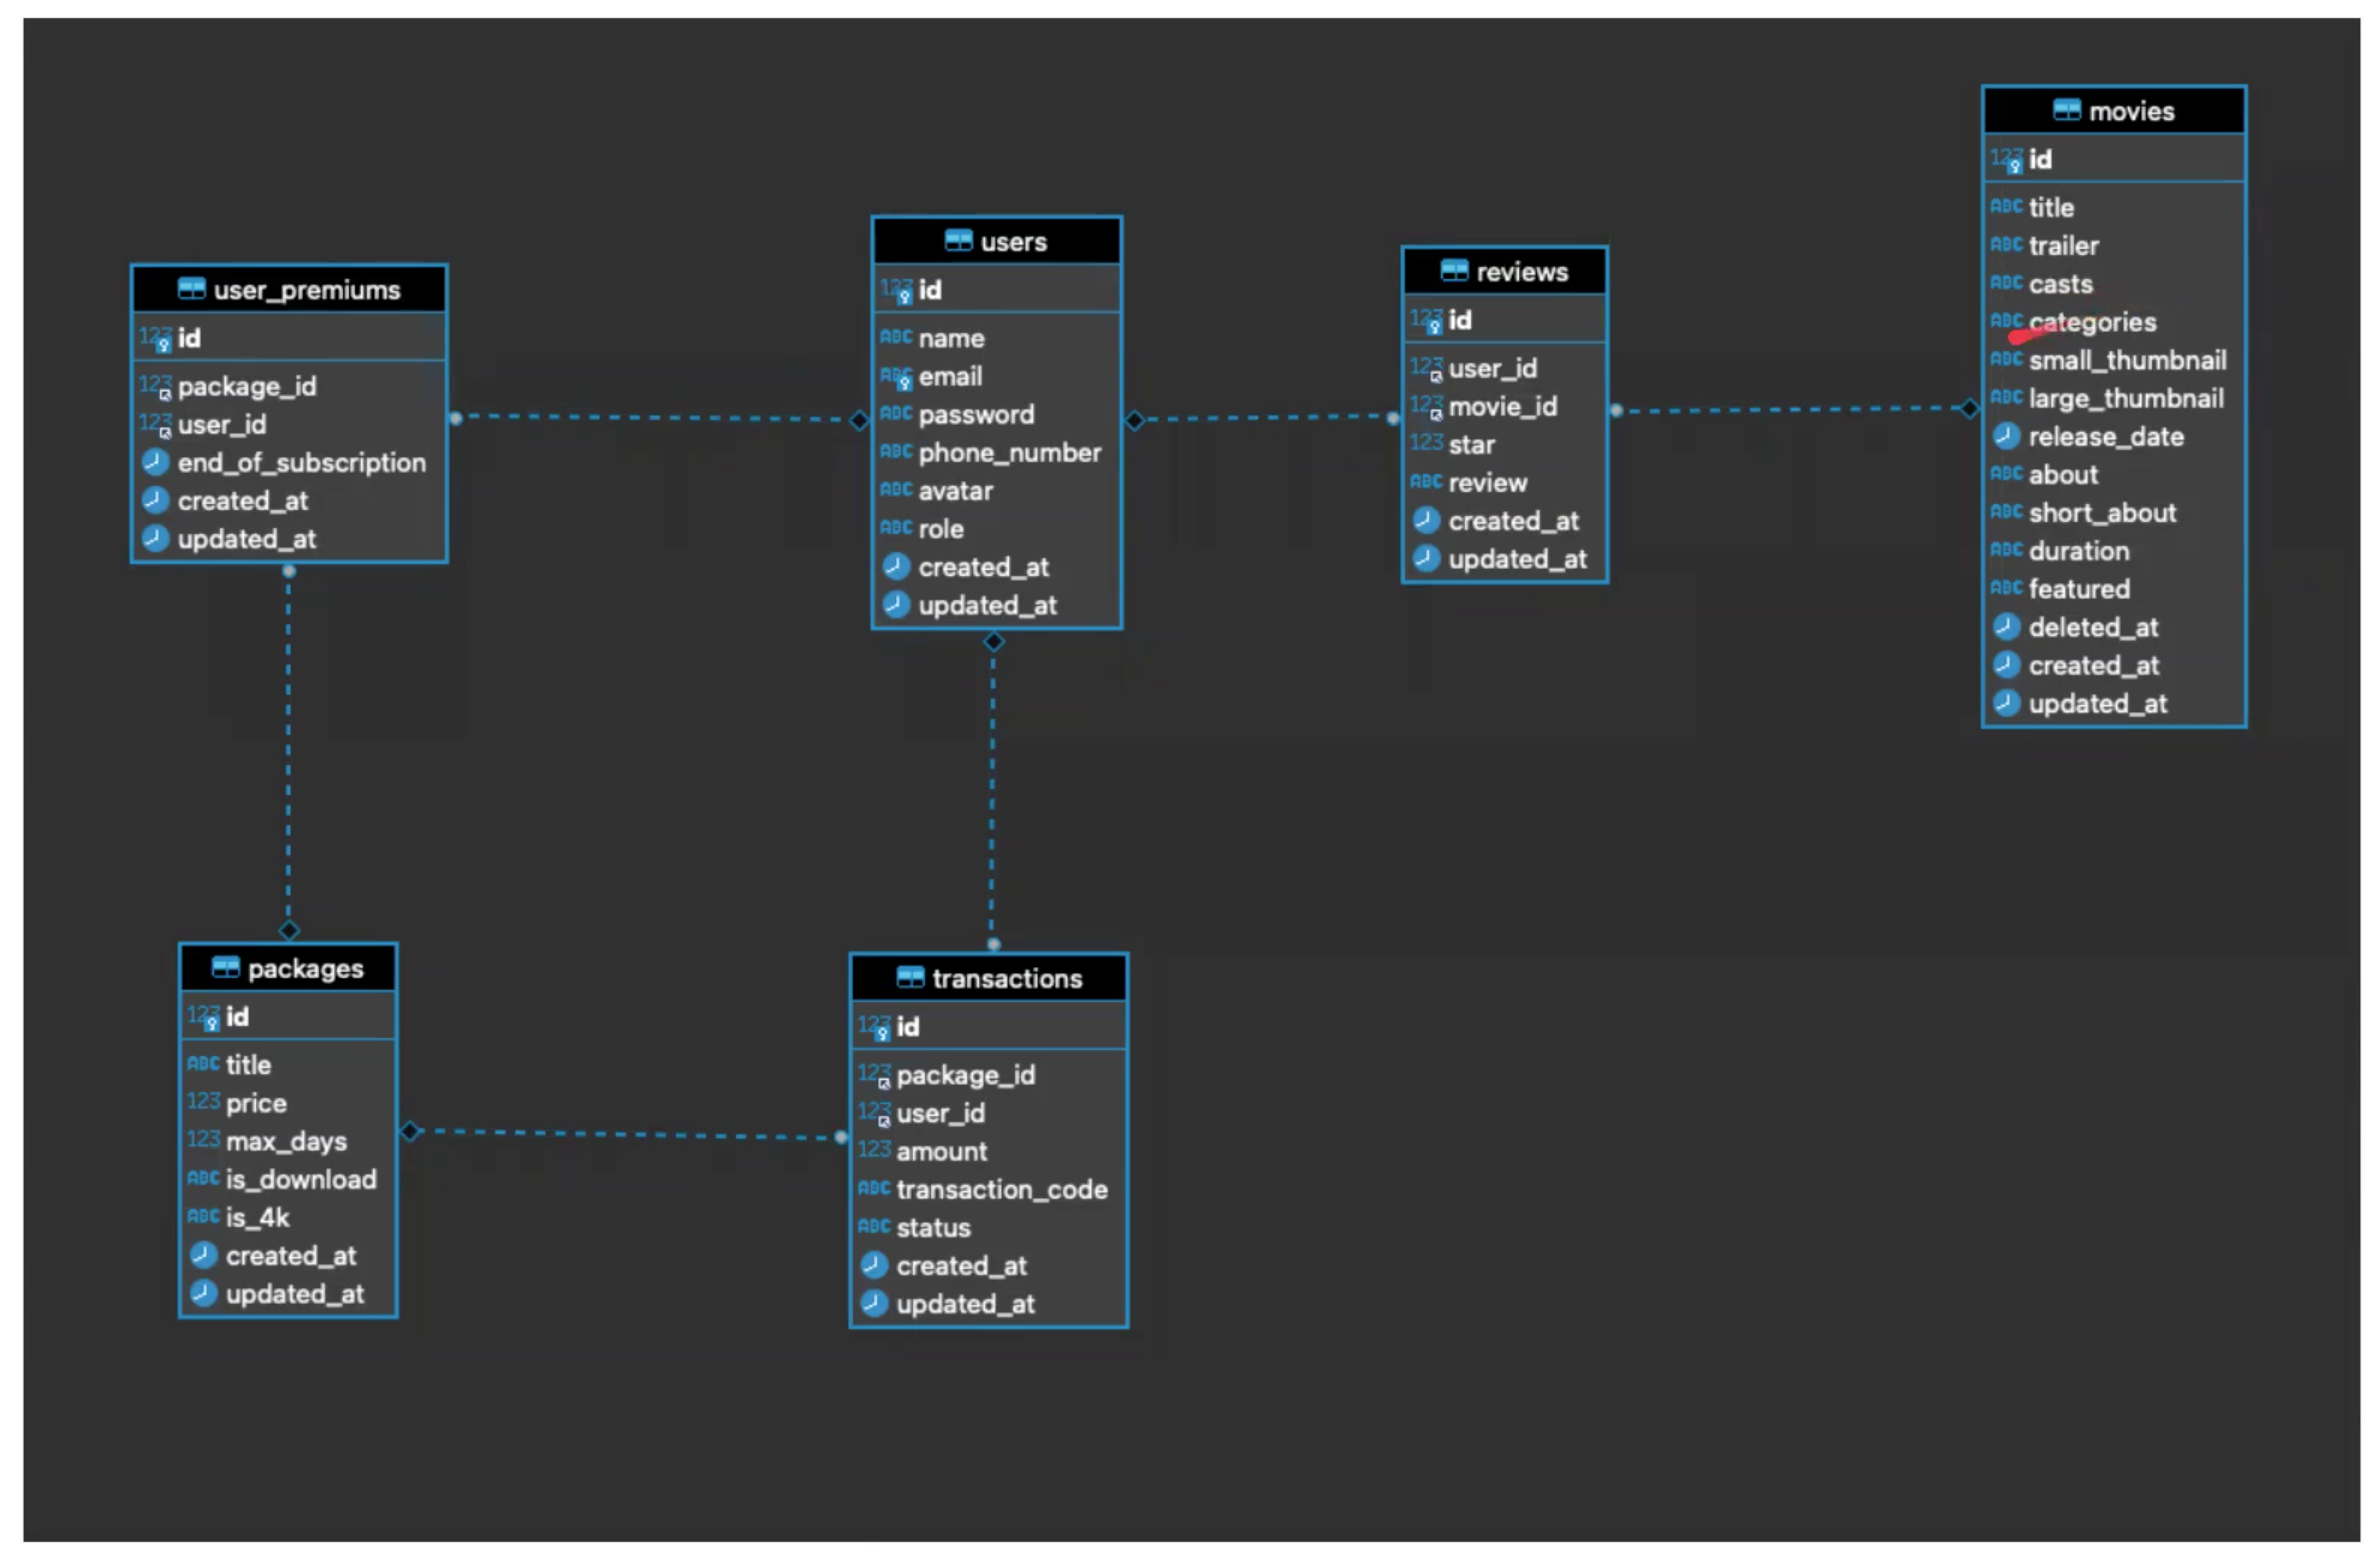 user_premiums
id
package_id
user_id
end_of_subscription
created_at
updated_at
users
id
name
email
password
phone_number
avatar
role
created_at
updated_at
reviews
id
user_id
movie_id
star
review
created_at
updated_at
movies
id
title
trailer
casts
categories
small_thumbnail
large_thumbnail
release_date
about
short_about
duration
featured
deleted_at
created_at
updated_at
packages
id
title
price
max_days
is_download
is_4k
created_at
updated_at
transactions
id
package_id
user_id
amount
transaction_code
status
created_at
updated_at